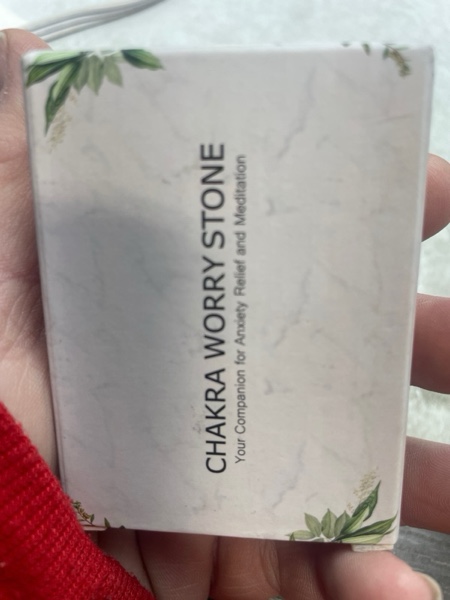 CHAKRA WORRY STONE
Your Companion for Anxiety Relief and Meditation